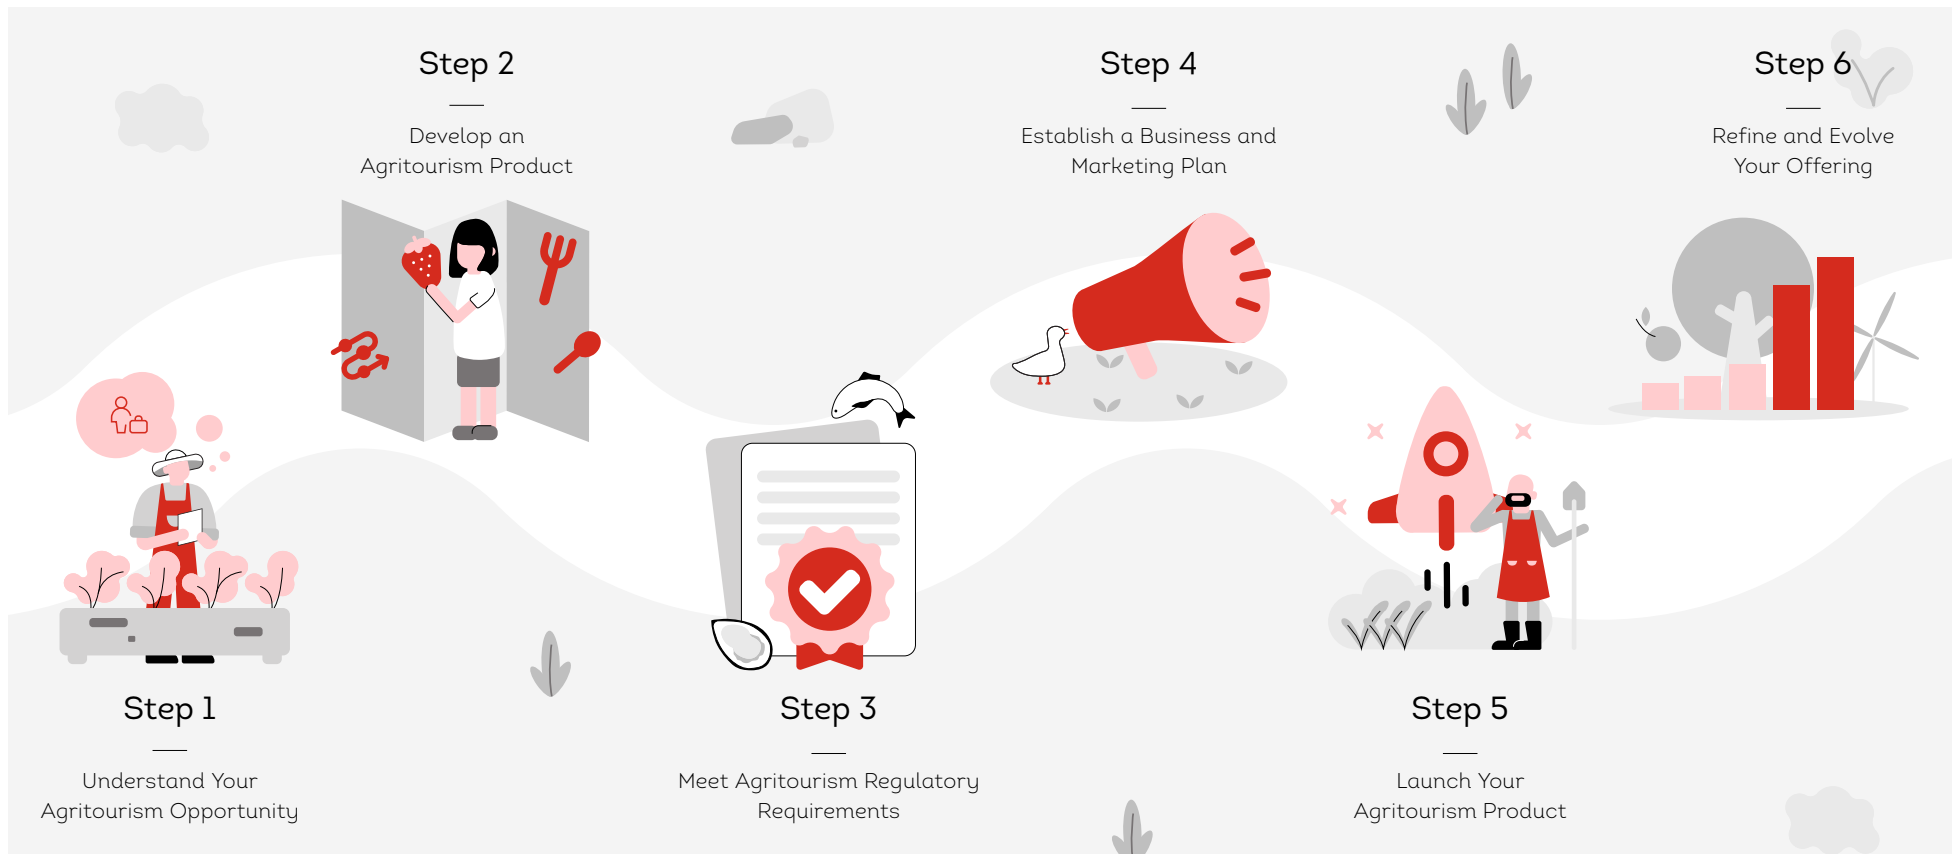 Step 1
Understand Your
Agritourism Opportunity
Step 2
Develop an
Agritourism Product
Step 3
Meet Agritourism Regulatory
Requirements
Step 4
Establish a Business and
Marketing Plan
Step 5
Launch Your
Agritourism Product
Step 6
Refine and Evolve
Your Offering